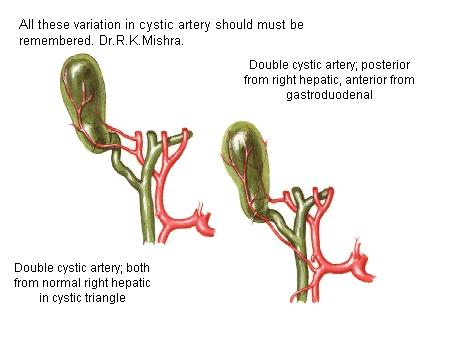 All these variation in cystic artery should must be
remembered. Dr.R.K.Mishra.
Double cystic artery; posterior
from right hepatic, anterior from
gastroduodenal
Double cystic artery; both
from normal right hepatic
in cystic triangle